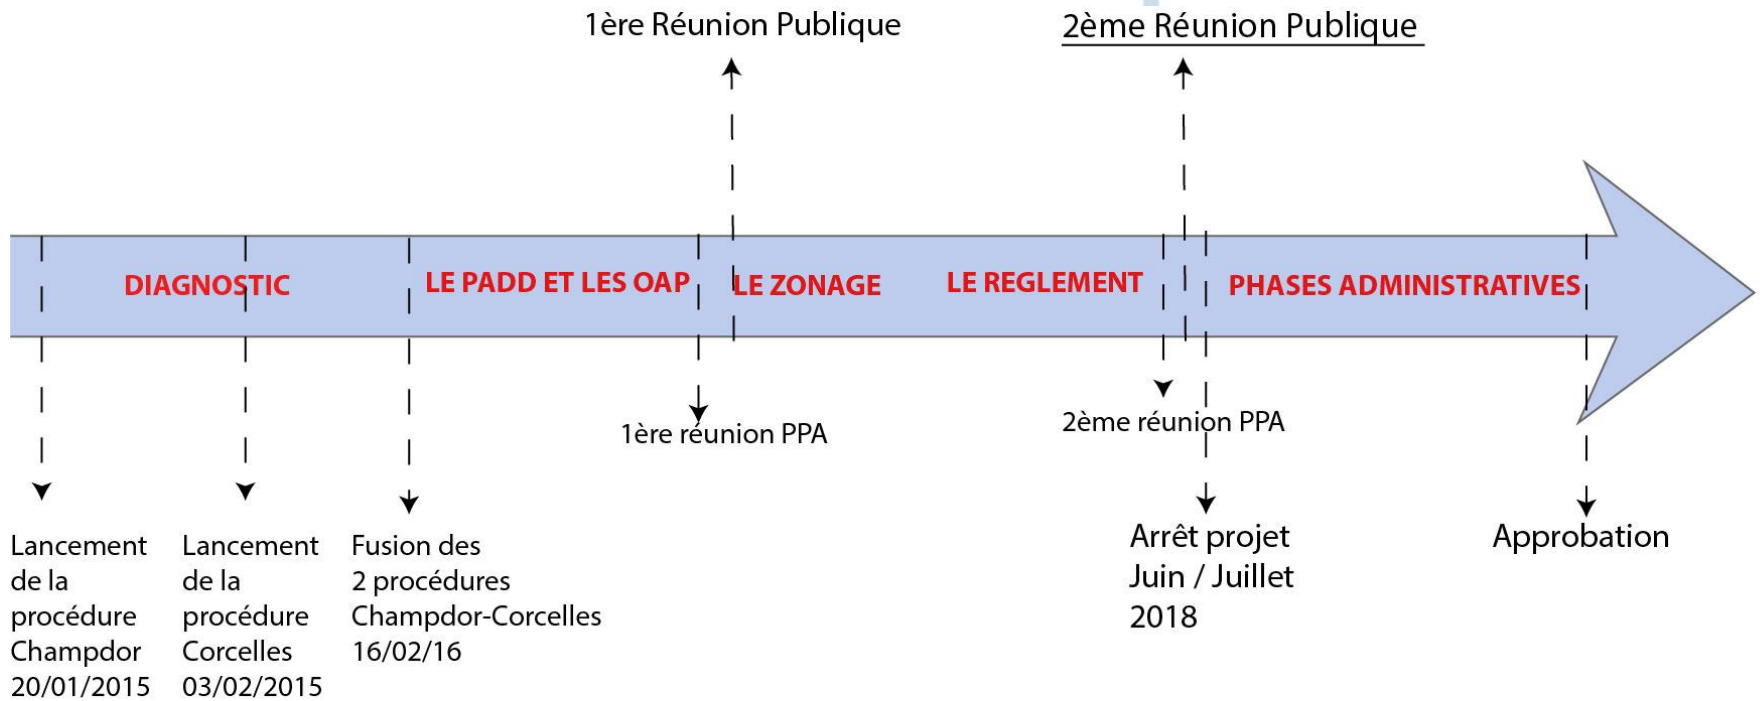 1ère Réunion Publique
2ème Réunion Publique
DIAGNOSTIC
LE PADD ET LES OAP
LE ZONAGE
LE REGLEMENT
PHASES ADMINISTRATIVES
1ère réunion PPA
2ème réunion PPA
Lancement
de la
procédure
Champdor
20/01/2015
Lancement
de la
procédure
Corcelles
03/02/2015
Fusion des
2 procédures
Champdor-Corcelles
16/02/16
Arrêt projet
Juin / Juillet
2018
Approbation